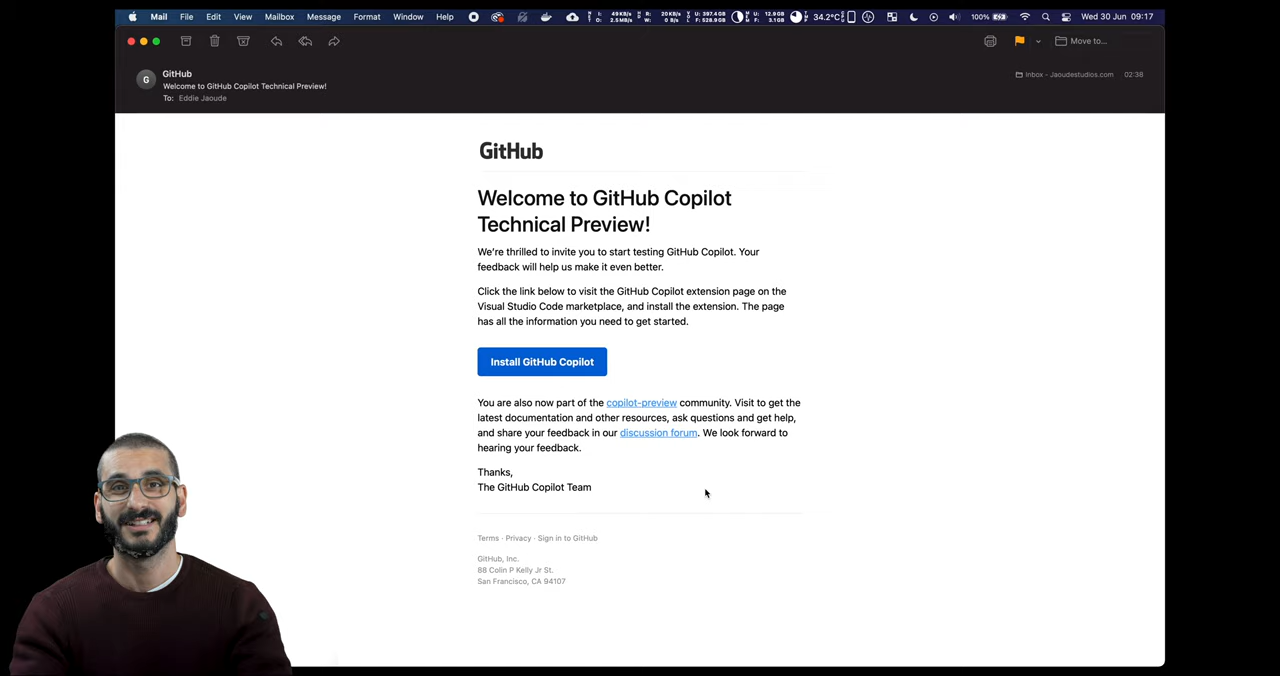 Mail File Edit View Mailbox Message Format Window Help 34.2°C 100% Wed 30 Jun 09:17
Move to...
G
GitHub
Welcome to GitHub Copilot Technical Preview!
To: Eddie Jaoude
Inbox - Jaoudestudios.com 02:38
GitHub
Welcome to GitHub Copilot
Technical Preview!
We're thrilled to invite you to start testing GitHub Copilot. Your
feedback will help us make it even better.
Click the link below to visit the GitHub Copilot extension page on the
Visual Studio Code marketplace, and install the extension. The page
has all the information you need to get started.
Install GitHub Copilot
You are also now part of the copilot-preview community. Visit to get the
latest documentation and other resources, ask questions and get help,
and share your feedback in our discussion forum. We look forward to
hearing your feedback.
Thanks,
The GitHub Copilot Team
Terms · Privacy · Sign in to GitHub
GitHub, Inc.
88 Colin P Kelly Jr St.
San Francisco, CA 94107